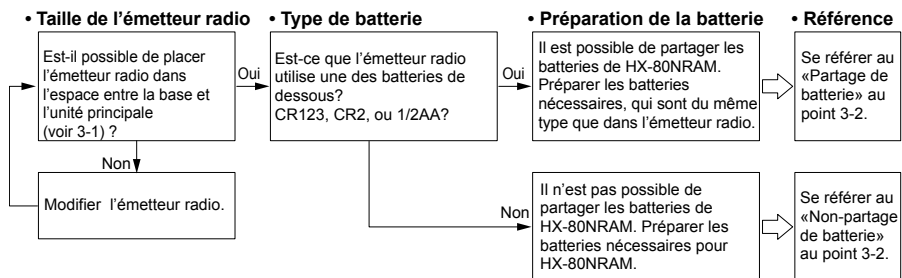 • Taille de l’émetteur radio
Est-il possible de placer
l’émetteur radio dans
l’espace entre la base et
l’unité principale
(voir 3-1) ?
Oui
Non
Modifier l’émetteur radio.
• Type de batterie
Est-ce que l’émetteur radio
utilise une des batteries de
dessous?
CR123, CR2, ou 1/2AA?
Oui
Non
• Préparation de la batterie
Il est possible de partager les
batteries de HX-80NRAM.
Préparer les batteries
nécessaires, qui sont du même
type que dans l’émetteur radio.
Il n’est pas possible de
partager les batteries de
HX-80NRAM. Préparer les
batteries nécessaires pour
HX-80NRAM.
• Référence
Se référer au
«Partage de
batterie» au
point 3-2.
Se référer au
«Non-partage
de batterie»
au point 3-2.